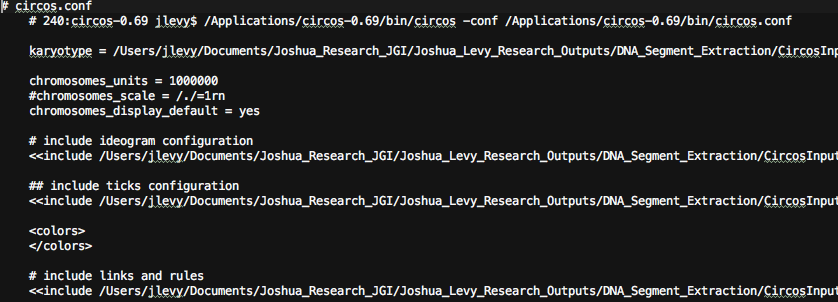 # circos.conf
# 240:circos-0.69 jlevy$ /Applications/circos-0.69/bin/circos -conf /Applications/circos-0.69/bin/circos.conf
karyotype = /Users/jlevy/Documents/Joshua_Research_JGI/Joshua_Levy_Research_Outputs/DNA_Segment_Extraction/CircosInpu
chromosomes_units = 1000000
#chromosomes_scale = /./=1rn
chromosomes_display_default = yes
# include ideogram configuration
<<include /Users/jlevy/Documents/Joshua_Research_JGI/Joshua_Levy_Research_Outputs/DNA_Segment_Extraction/CircosInput
## include ticks configuration
<<include /Users/jlevy/Documents/Joshua_Research_JGI/Joshua_Levy_Research_Outputs/DNA_Segment_Extraction/CircosInput
<colors>
</colors>
# include links and rules
<<include /Users/jlevy/Documents/Joshua_Research_JGI/Joshua_Levy_Research_Outputs/DNA_Segment_Extraction/CircosInput